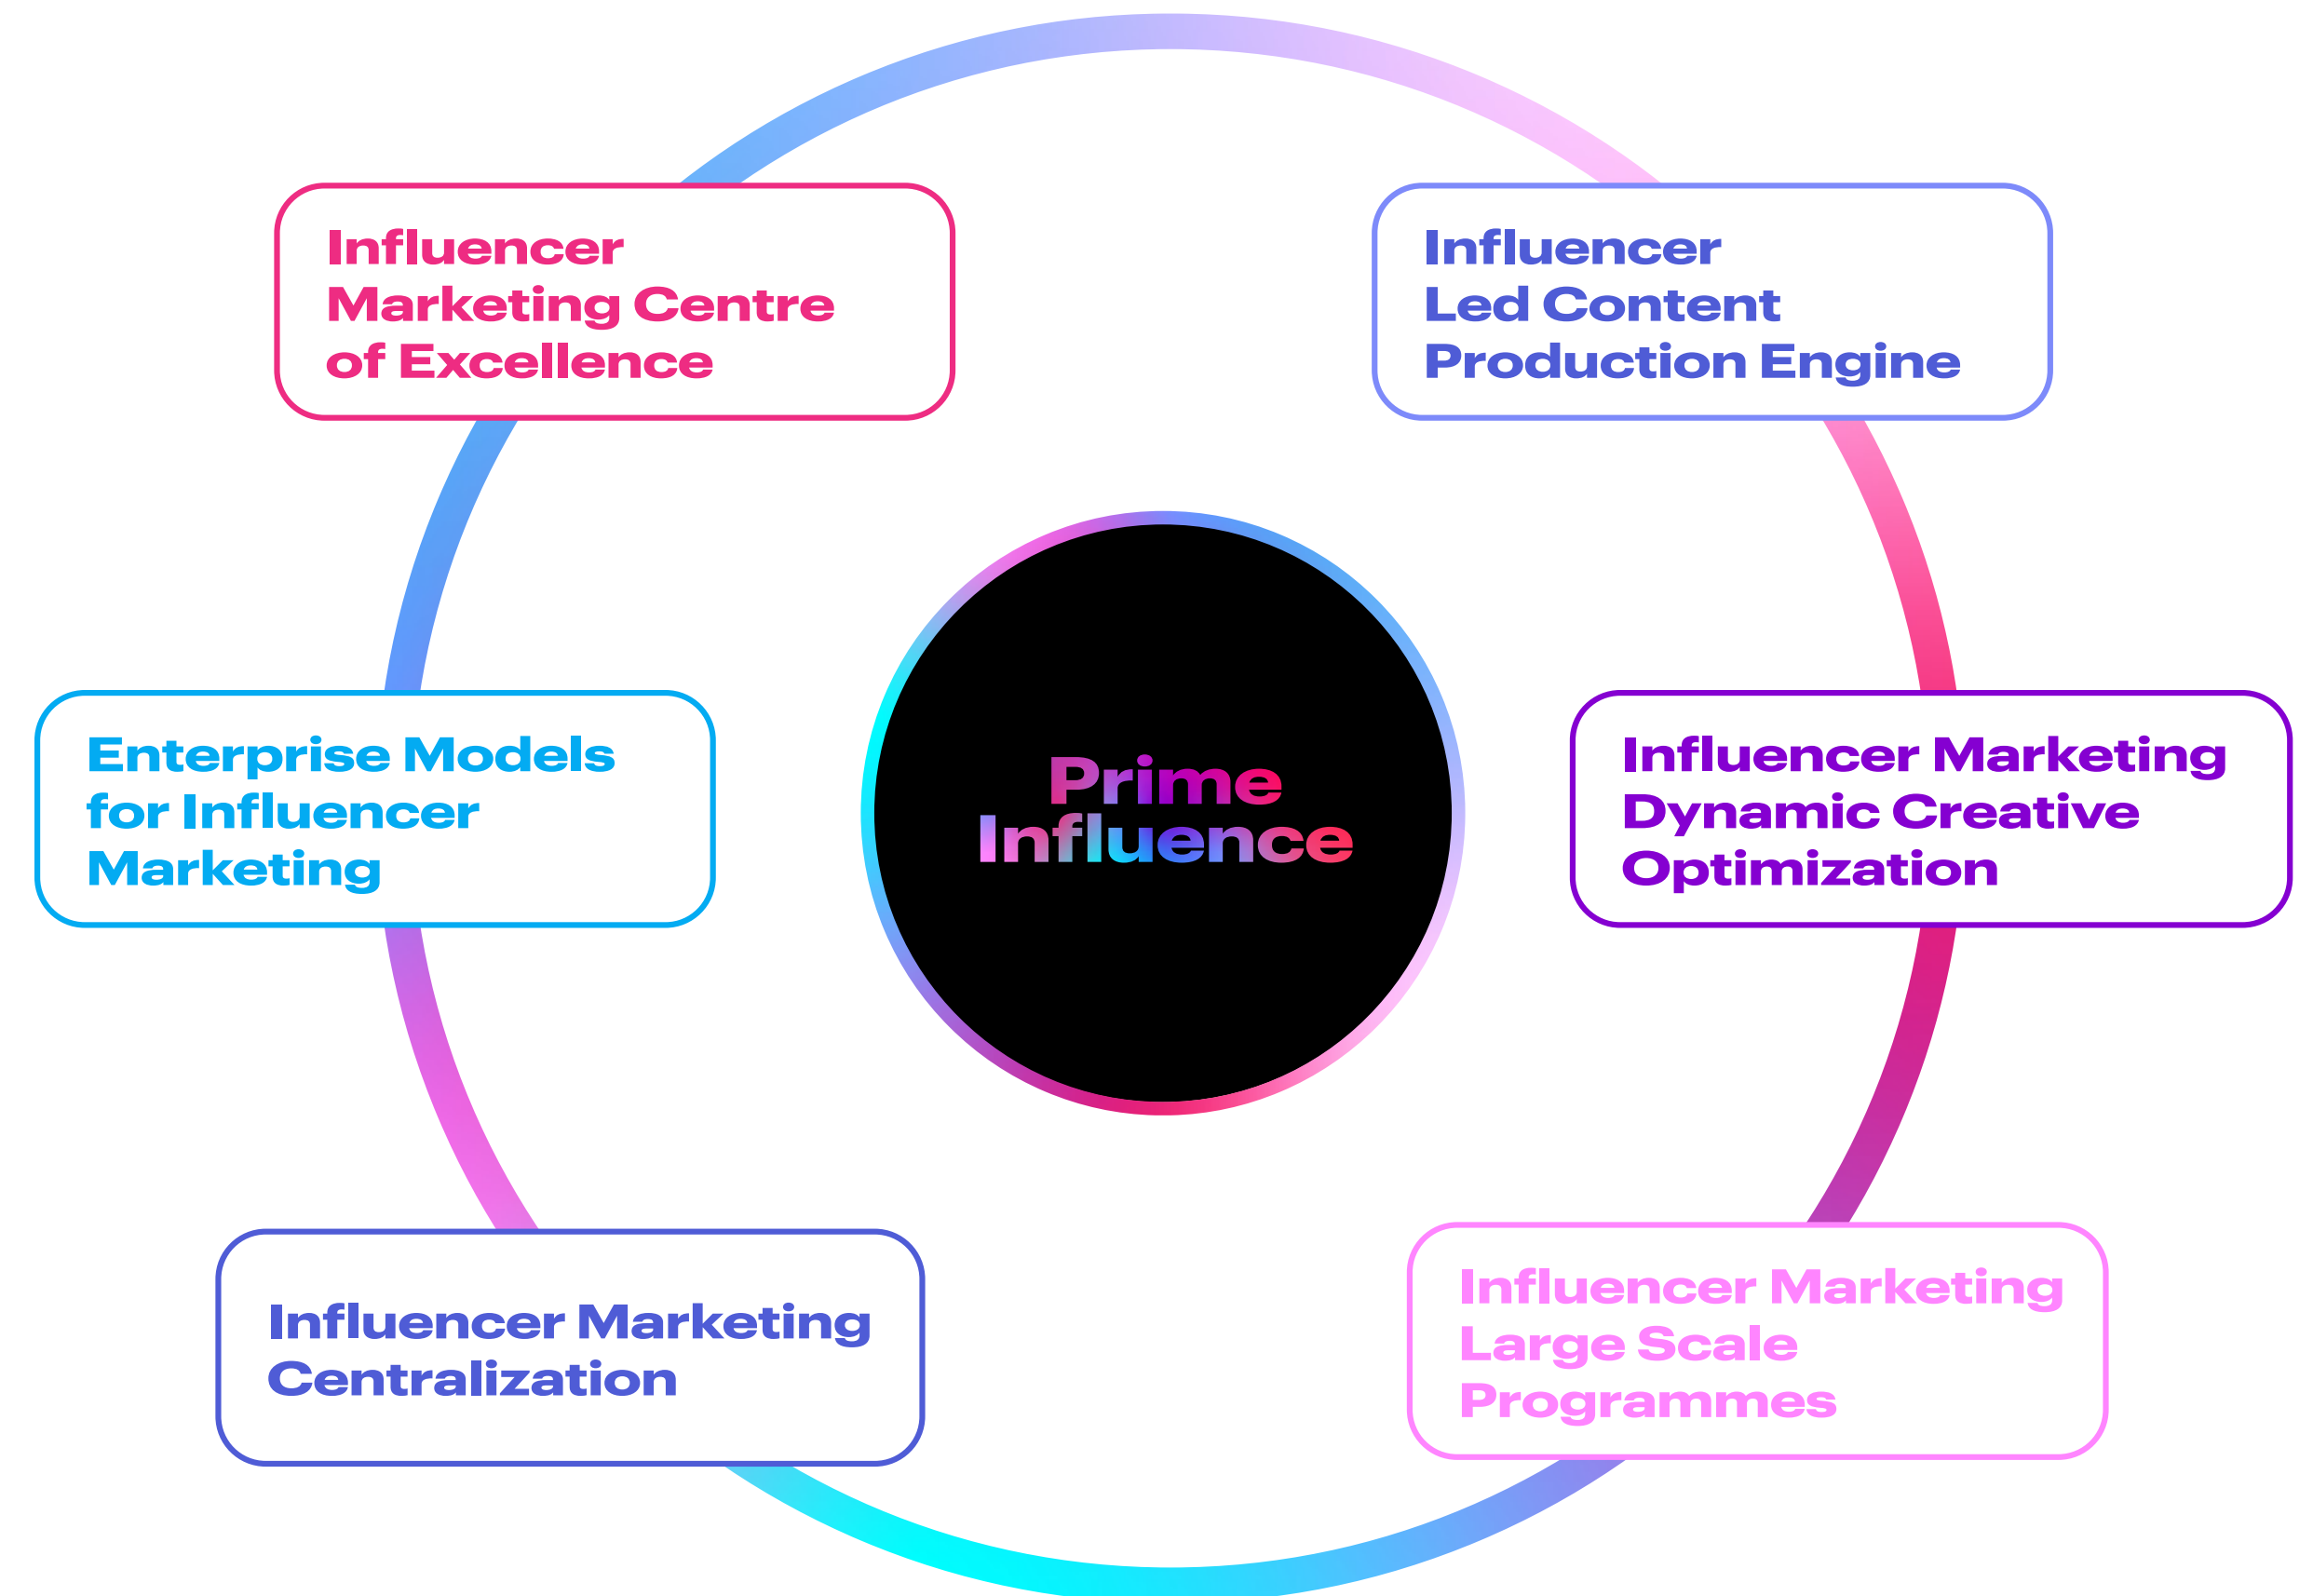 Influencer
Marketing Centre
of Excellence
Influencer
Led Content
Production Engine
Enterprise Models
for Influencer
Marketing
Prime
Influence
Influencer Marketing
Dynamic Creative
Optimization
Influencer Marketing
Centralization
Influencer Marketing
Large Scale
Programmes